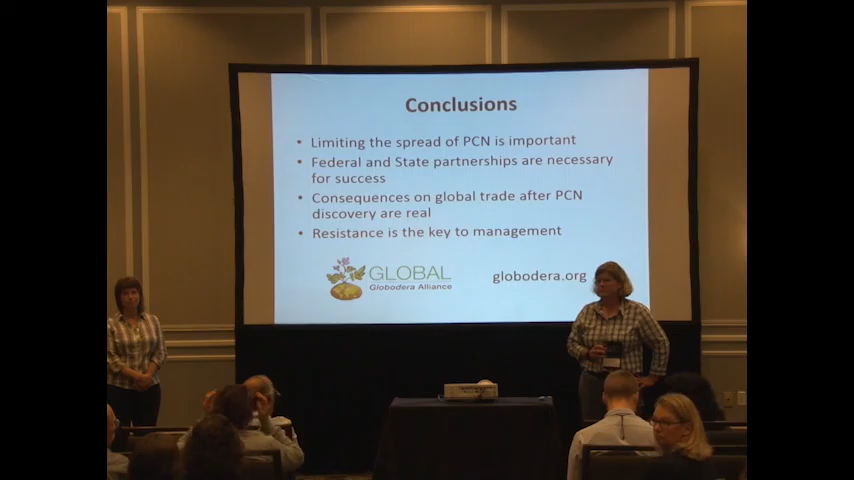 Conclusions
• Limiting the spread of PCN is important
• Federal and State partnerships are necessary
for success
• Consequences on global trade after PCN
discovery are real
• Resistance is the key to management
GLOBAL
Globodera Alliance
globodera.org